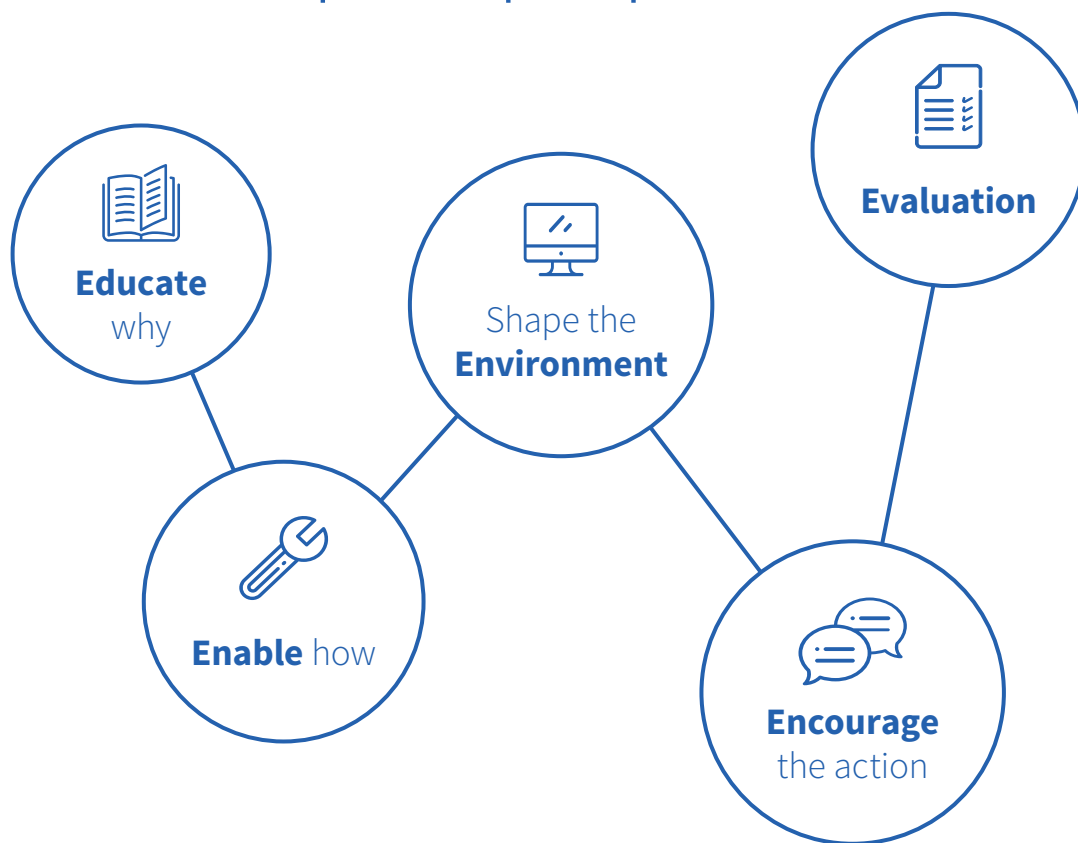 Educate
why
Enable how
Shape the
Environment
Encourage
the action
Evaluation